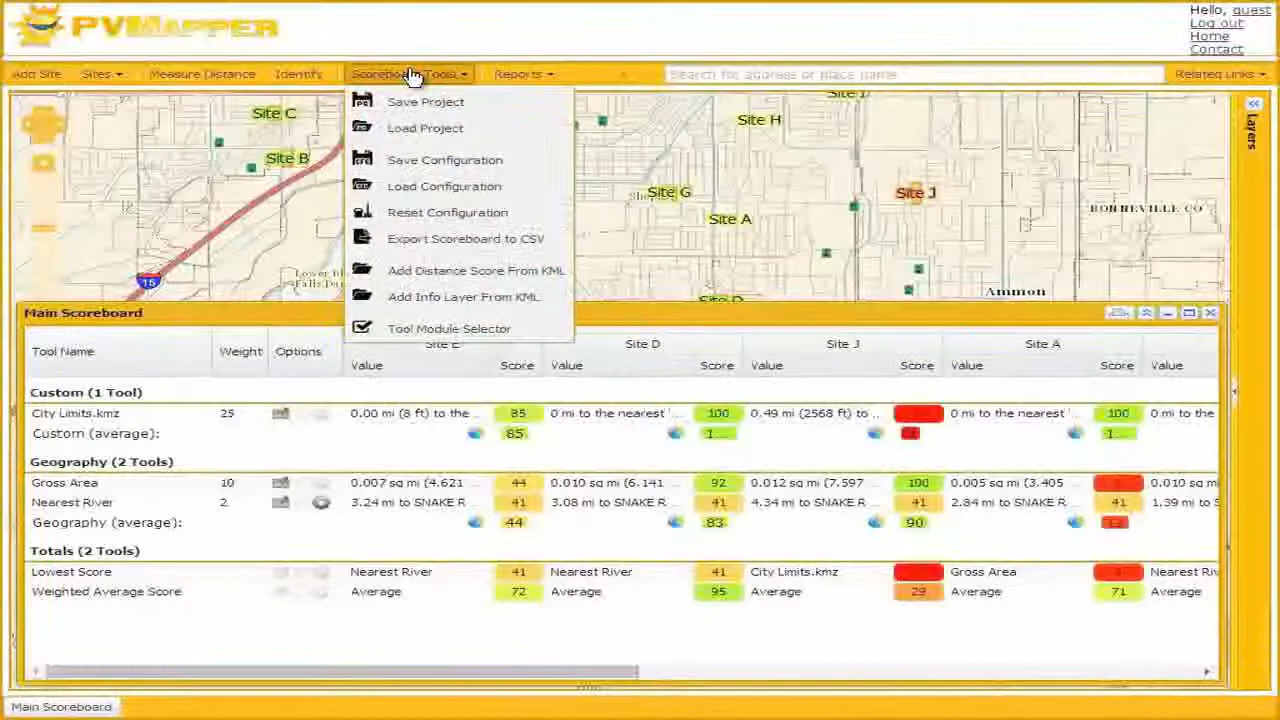 Hello, guest
Log out
Home
Contact
PVMAPPER
Add Site Sites Measure Distance Identify Scoreboard Tools Reports Search for address or place name Related Links
Save Project
Load Project
Save Configuration
Load Configuration
Reset Configuration
Export Scoreboard to CSV
Add Distance Score From KML
Add Info Layer From KML
Tool Module Selector
Site C
Site B
Site H
Site G
Site A
Site J
BONNEVILLE CO
15
Ammon
Site D
Layers
Main Scoreboard
Tool Name Weight Options Site E Site D Site J Site A
Value Score Value Score Value Score Value Score Value
Custom (1 Tool)
City Limits.kmz 25 0.00 mi (8 ft) to the ... 85 0 mi to the nearest '... 100 0.49 mi (2568 ft) to ... 0 mi to the nearest '... 100 0 mi to the
Custom (average): 85 1... 1...
Geography (2 Tools)
Gross Area 10 0.007 sq mi (4.621 44 0.010 sq mi (6.141 92 0.012 sq mi (7.597 100 0.005 sq mi (3.405 0.010 sq mi
Nearest River 2 3.24 mi to SNAKE R... 41 3.08 mi to SNAKE R... 41 4.34 mi to SNAKE R... 41 2.84 mi to SNAKE R... 41 1.39 mi to S
Geography (average): 44 83 90
Totals (2 Tools)
Lowest Score Nearest River 41 Nearest River 41 City Limits.kmz Gross Area Nearest Riv
Weighted Average Score Average 72 Average 95 Average 29 Average 71 Average
Main Scoreboard